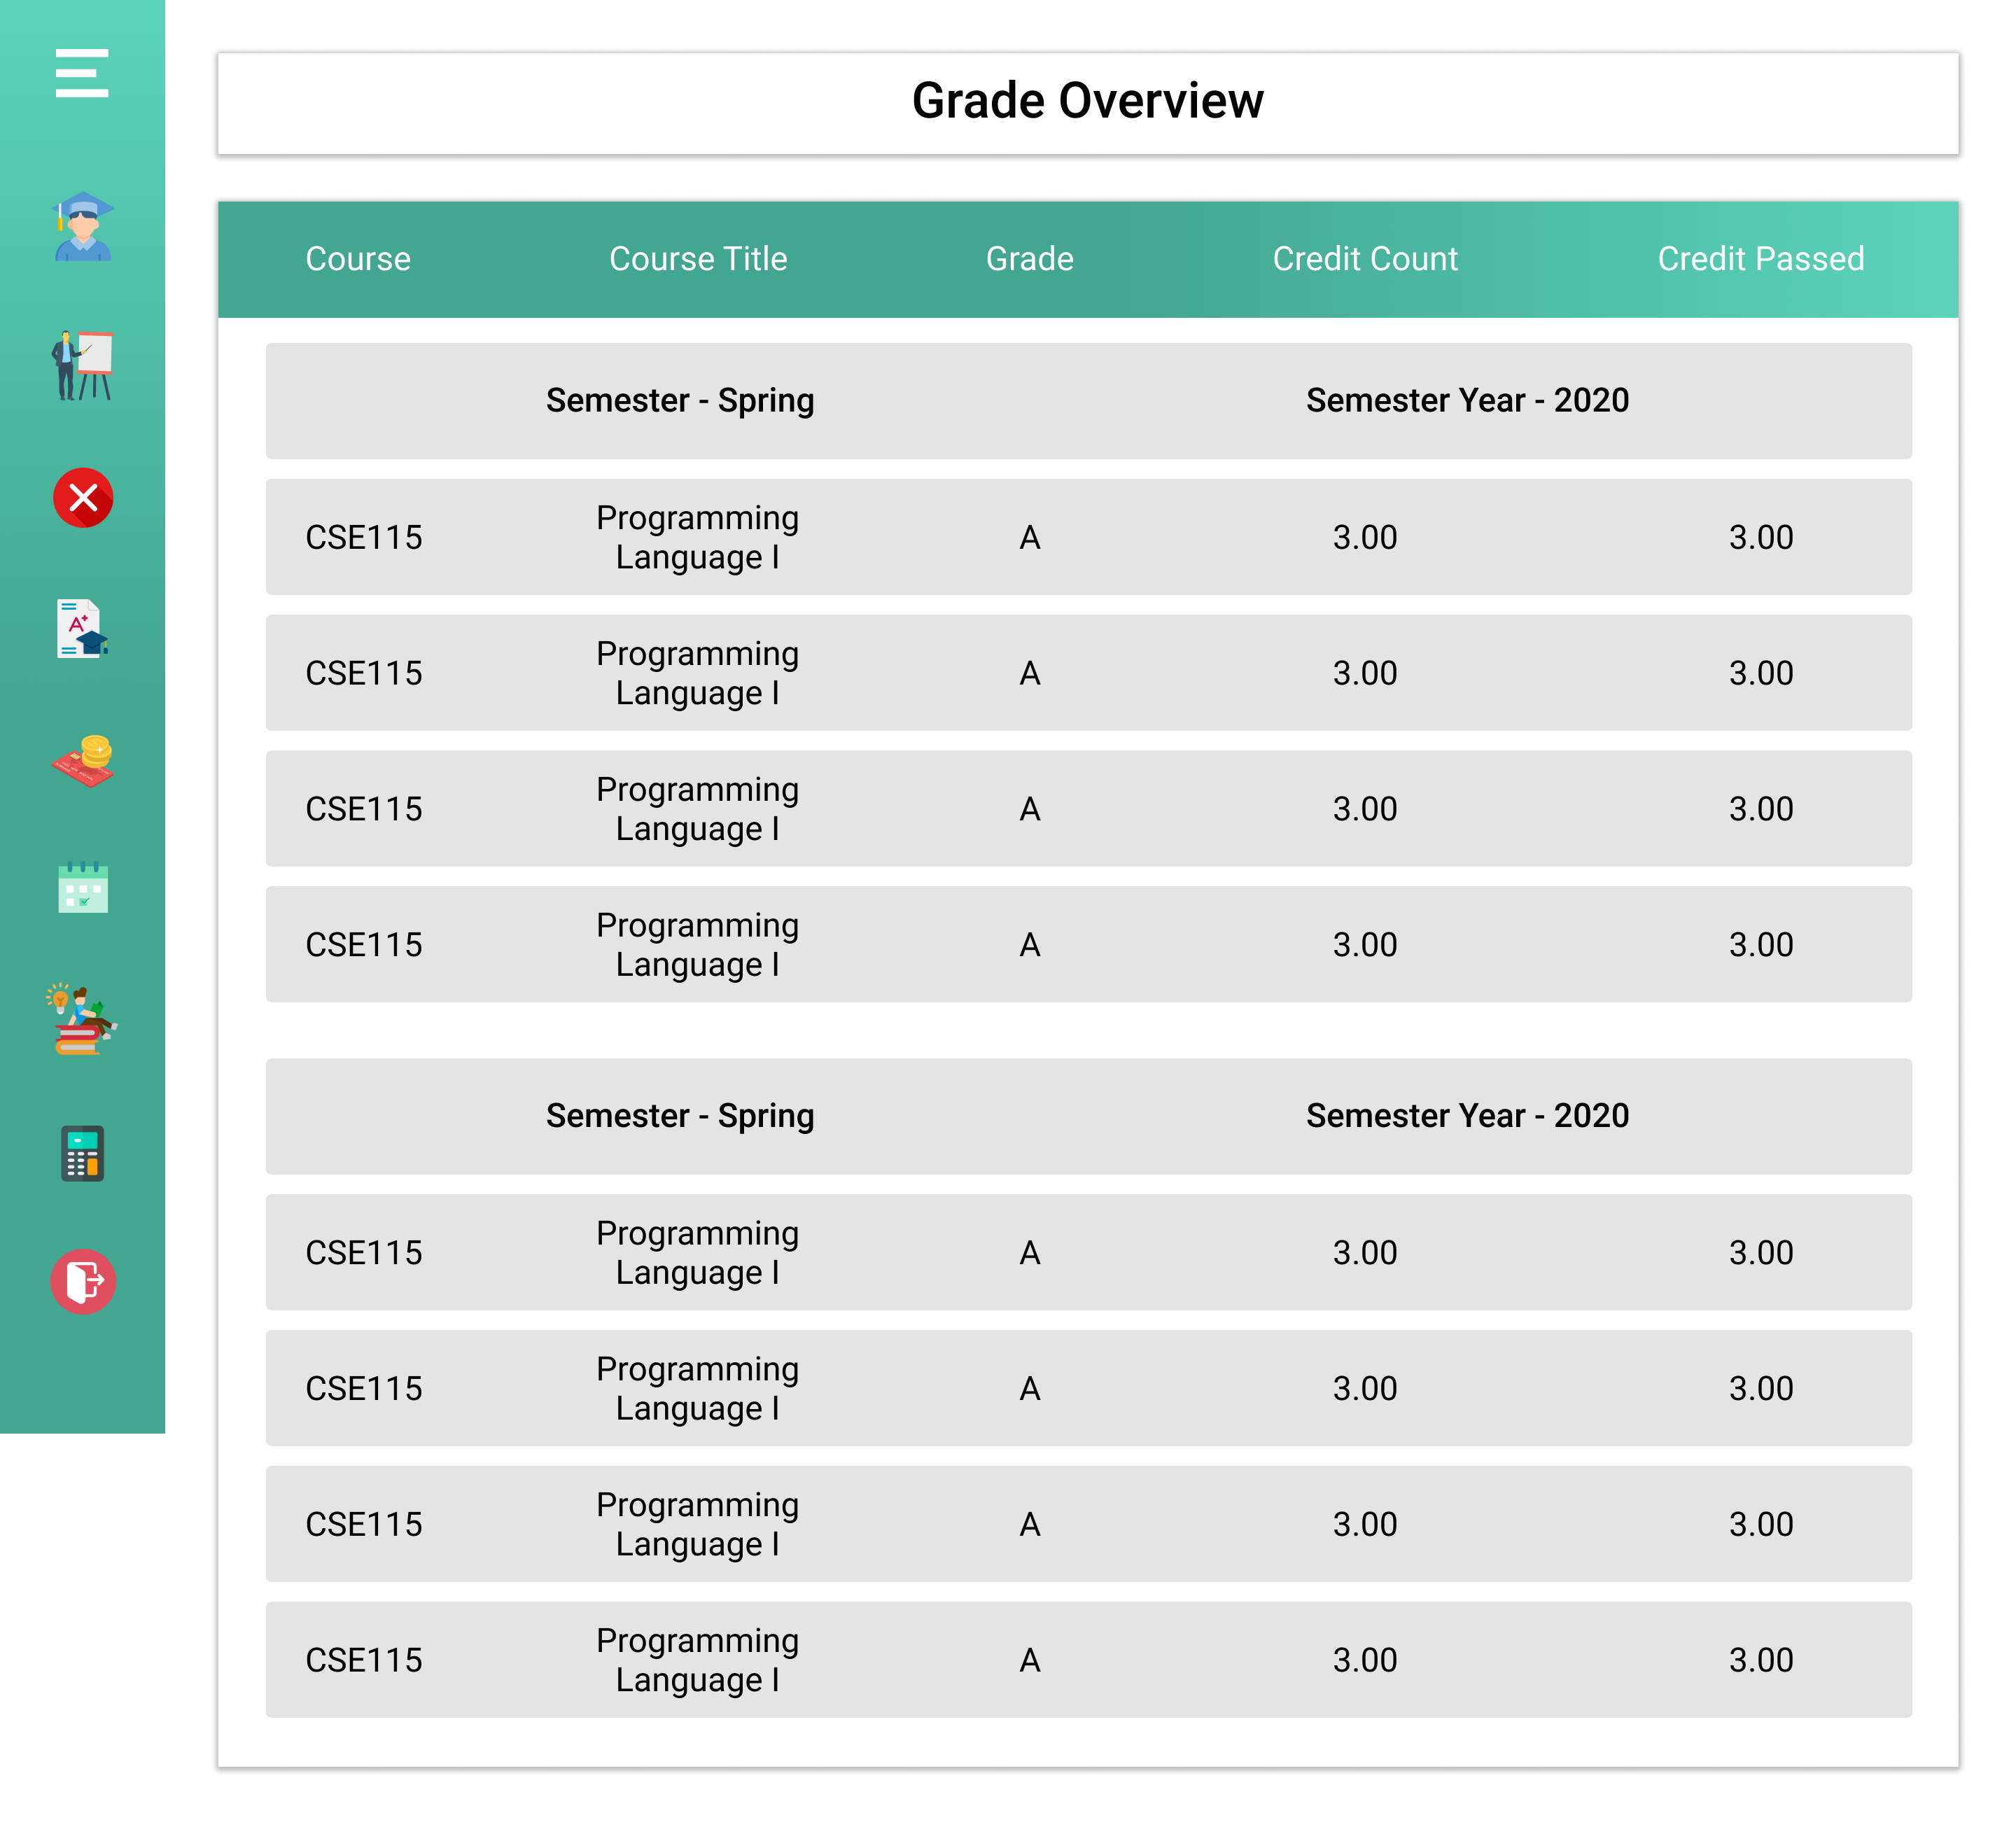 Grade Overview
Course Course Title Grade Credit Count Credit Passed
Semester - Spring Semester Year - 2020
Programming
CSE115 A 3.00 3.00
Language I
Programming
CSE115 A 3.00 3.00
Language I
Programming
CSE115 A 3.00 3.00
Language I
Programming
CSE115 A 3.00 3.00
Language I
Semester - Spring Semester Year - 2020
Programming
CSE115 A 3.00 3.00
Language I
Programming
CSE115 A 3.00 3.00
Language I
Programming
CSE115 A 3.00 3.00
Language I
Programming
CSE115 A 3.00 3.00
Language I
A+